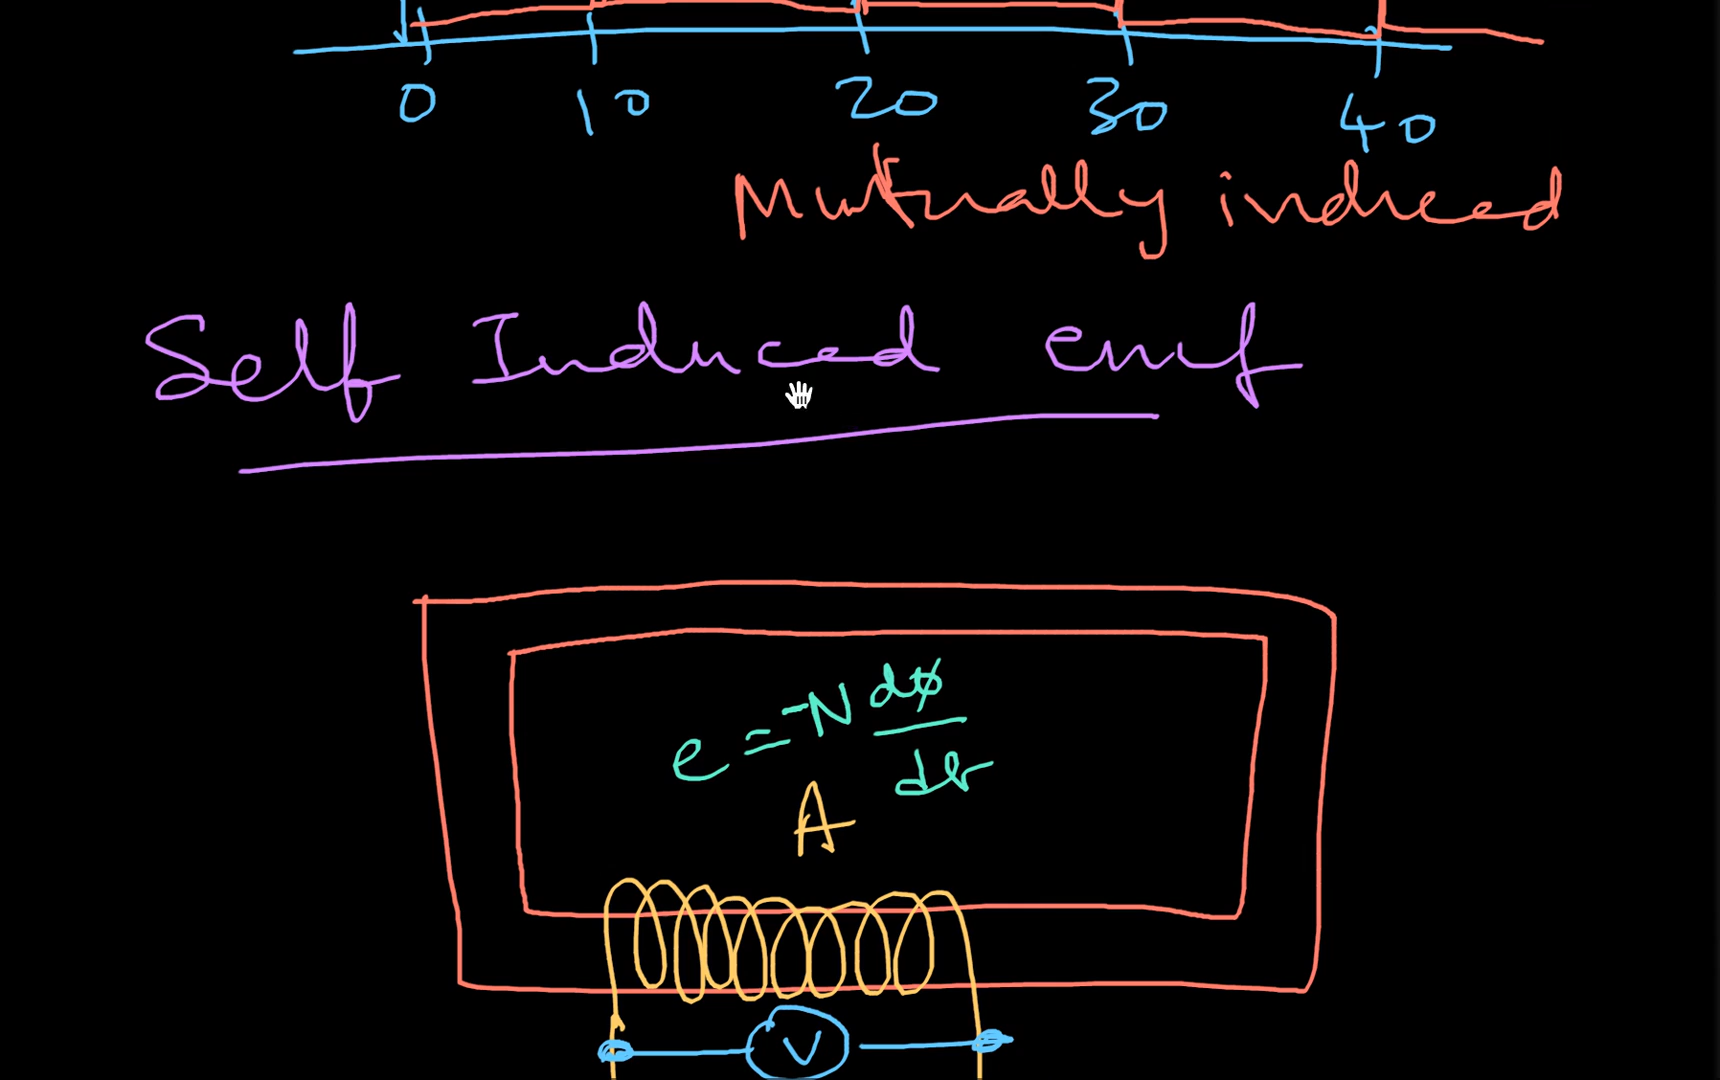 0 10 20 30 40
Mutually induced
Self Induced emf
e = -N dϕ/dt
A
V